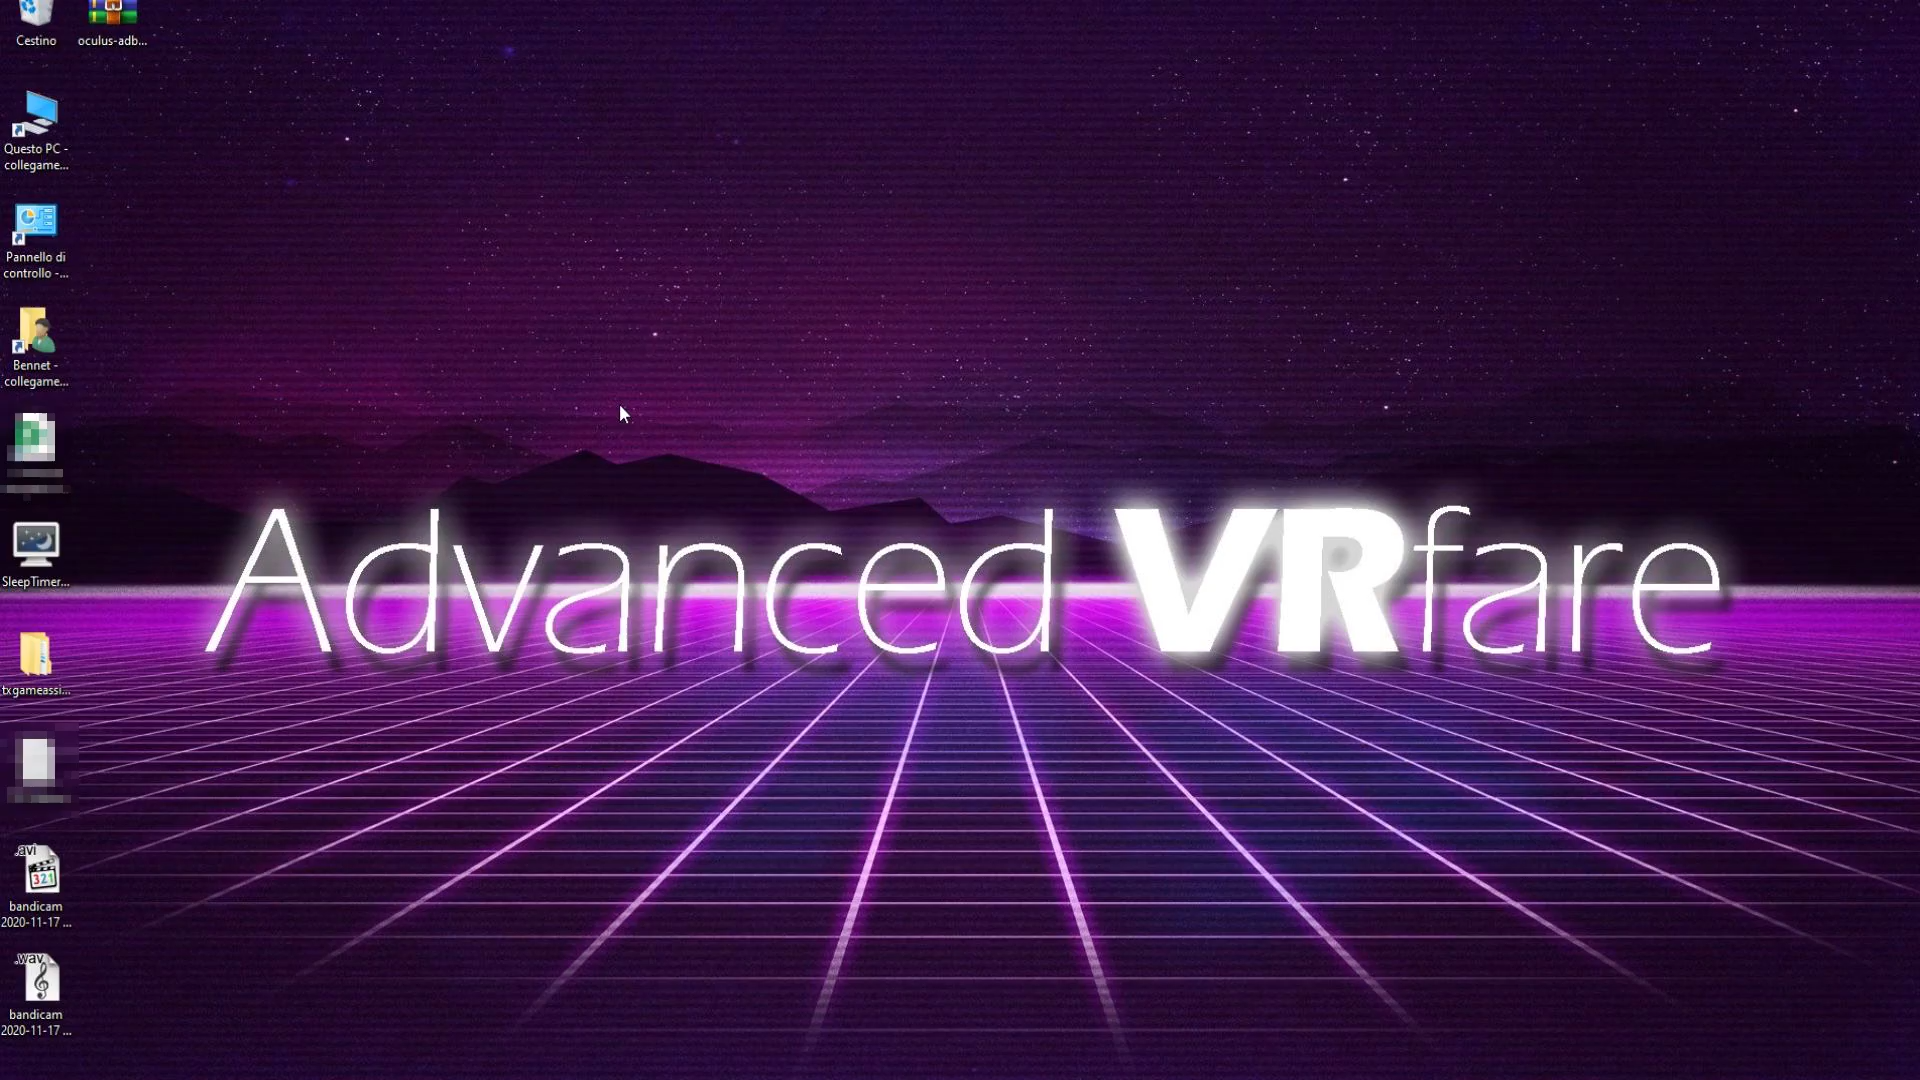 Cestino
oculus-adb...
Questo PC -
collegame...
Pannello di
controllo -...
Bennet -
collegame...
SleepTimer...
Advanced VRfare
txgameassi...
.avi
321
bandicam
2020-11-17 ...
.wav
bandicam
2020-11-17 ...